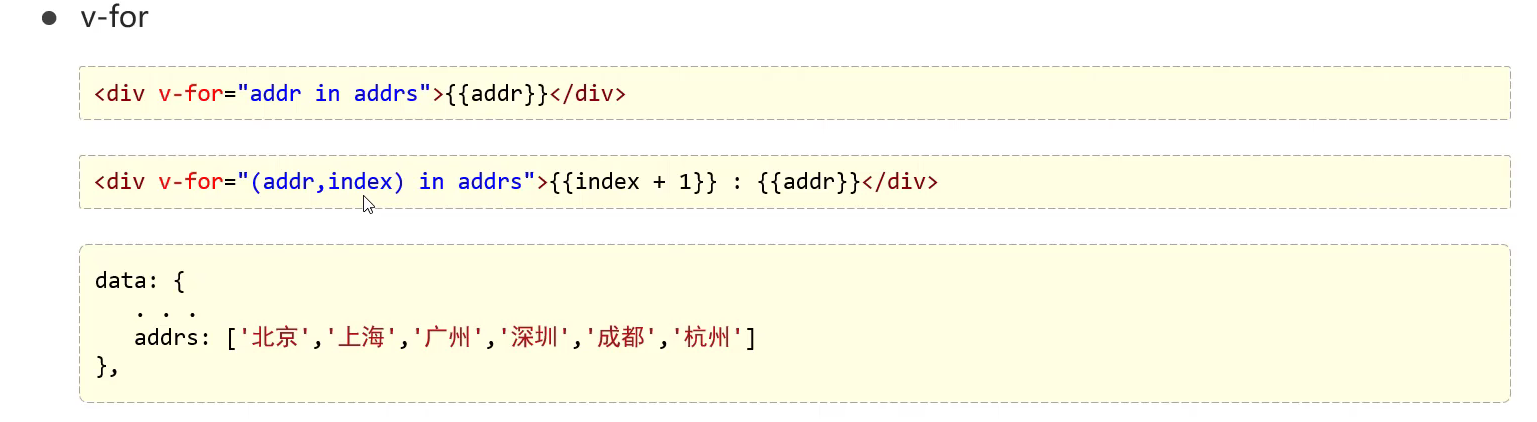 ● v-for
<div v-for="addr in addrs">{{addr}}</div>
<div v-for="(addr,index) in addrs">{{index + 1}} : {{addr}}</div>
data: {
. . .
addrs: ['北京','上海','广州','深圳','成都','杭州']
},